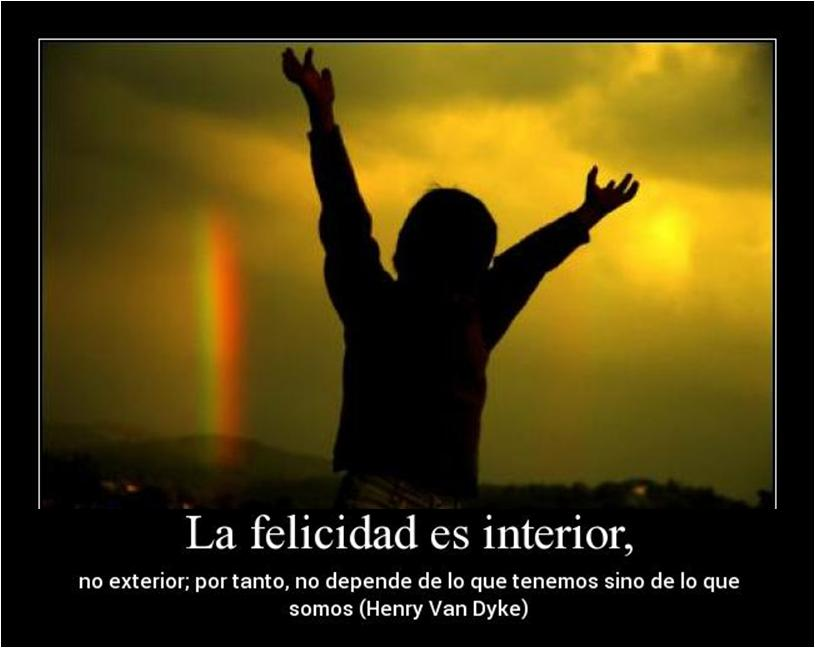 La felicidad es interior,
no exterior; por tanto, no depende de lo que tenemos sino de lo que
somos (Henry Van Dyke)